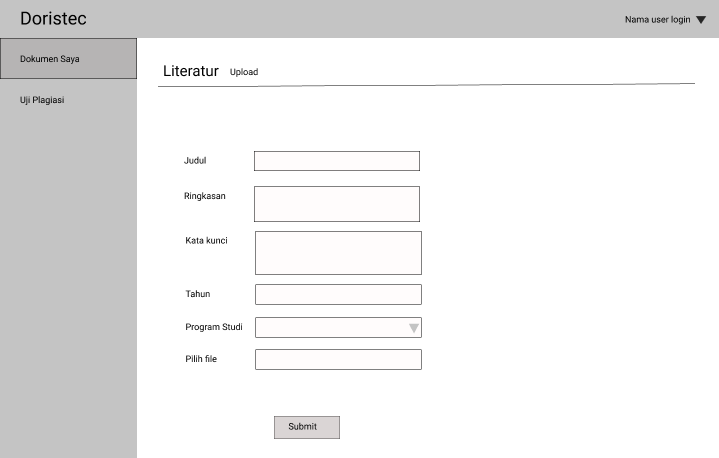 Doristec
Nama user login
Dokumen Saya
Uji Plagiasi
Literatur Upload
Judul
Ringkasan
Kata kunci
Tahun
Program Studi
Pilih file
Submit